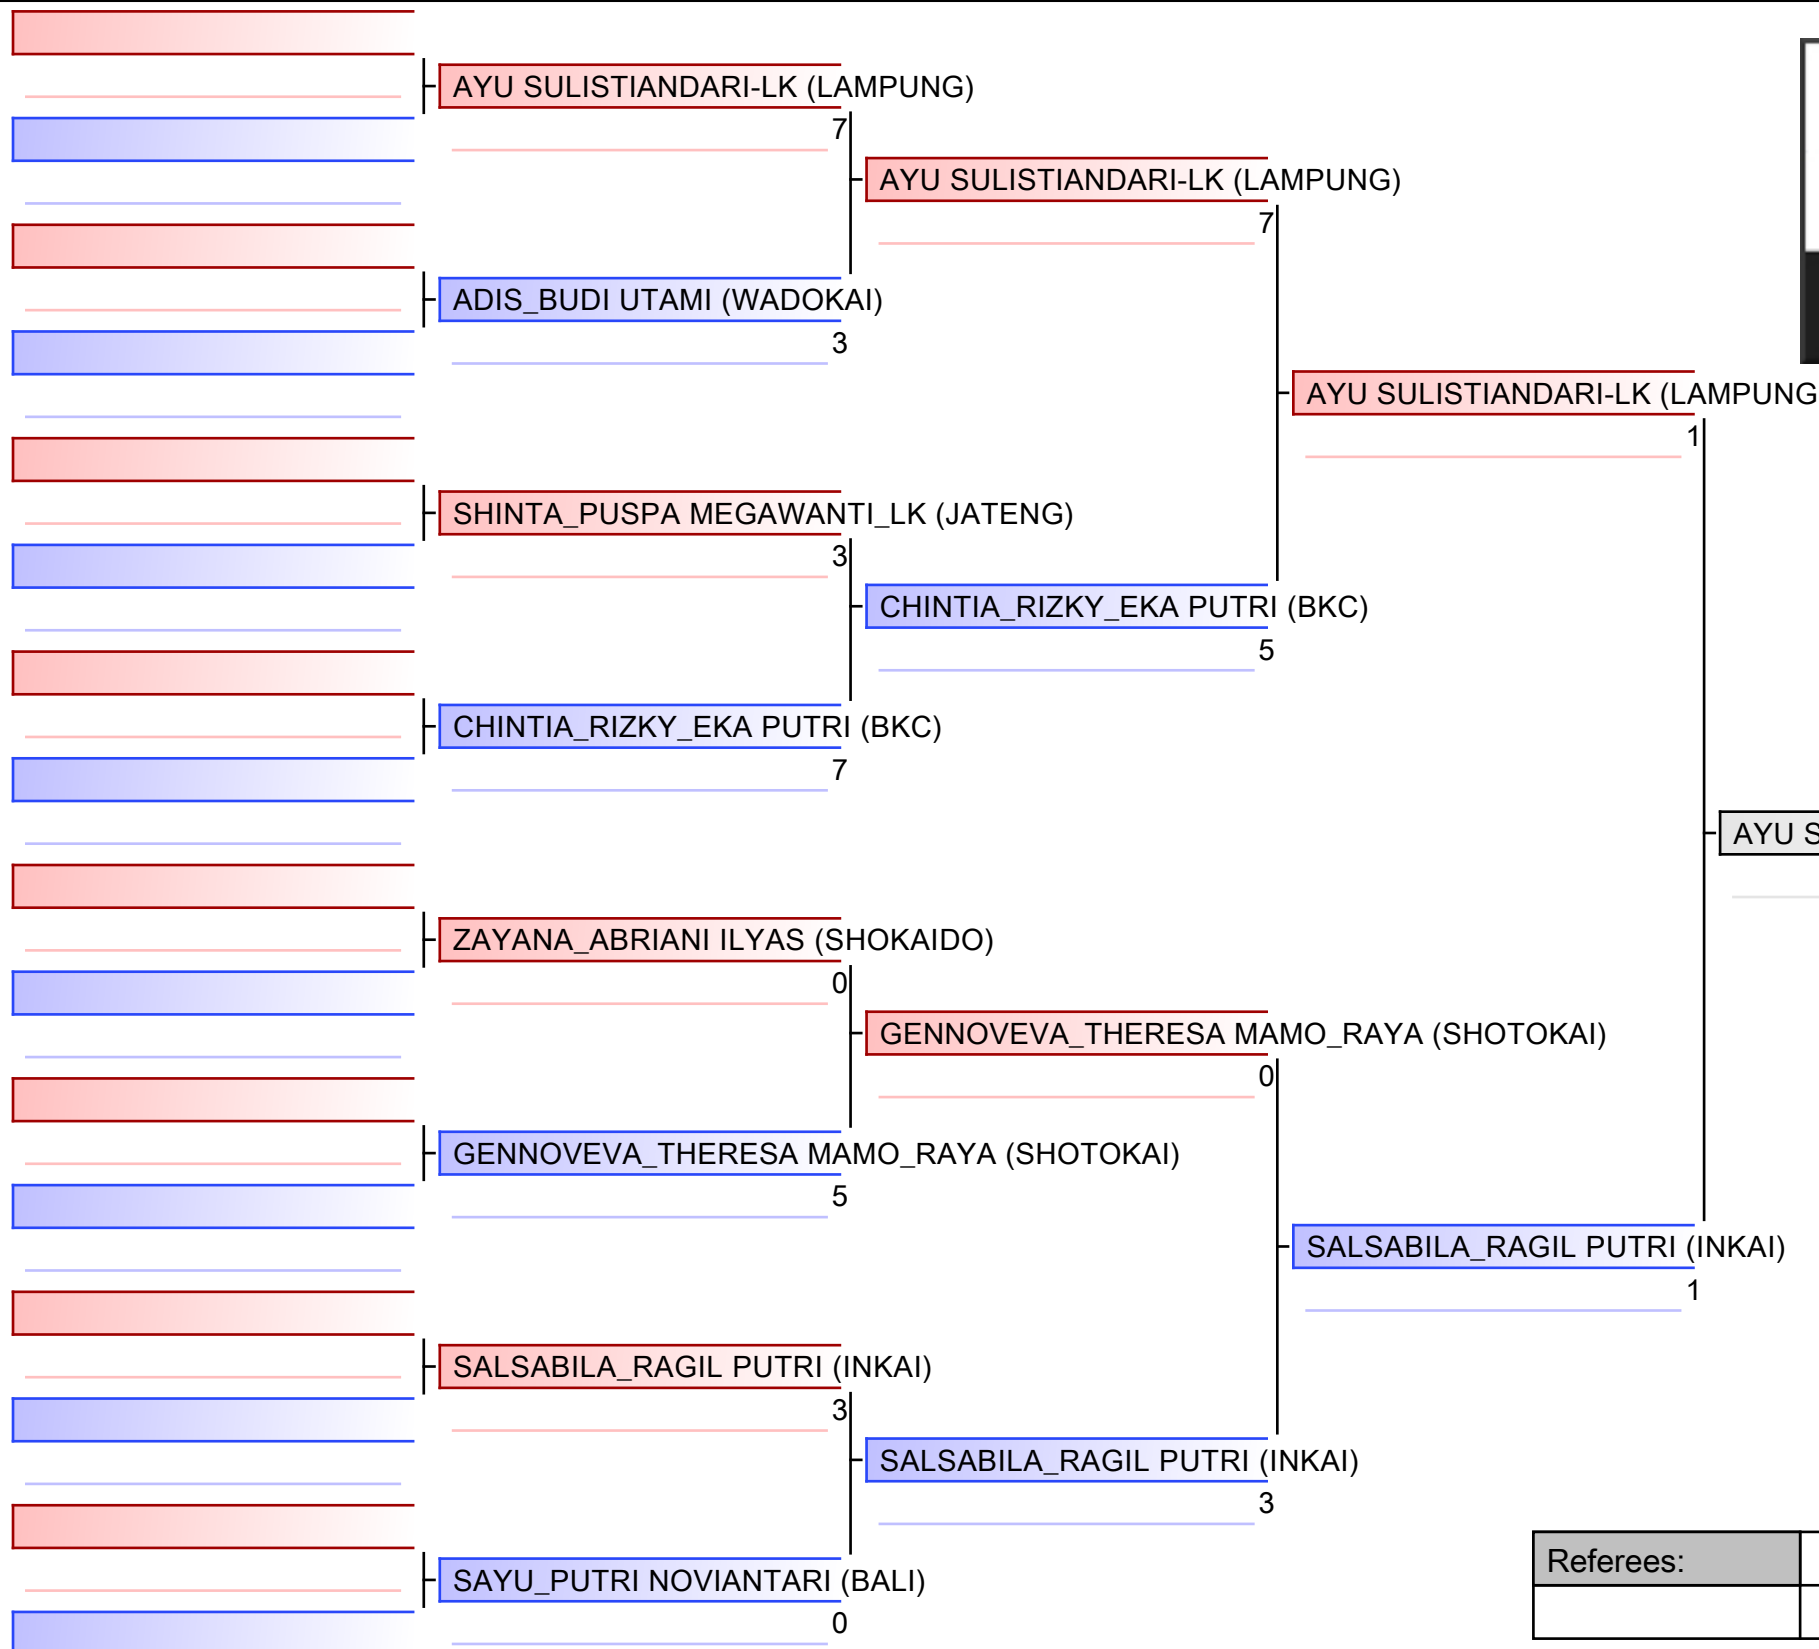 AYU SULISTIANDARI-LK (LAMPUNG)
7
AYU SULISTIANDARI-LK (LAMPUNG)
7
ADIS_BUDI UTAMI (WADOKAI)
3
AYU SULISTIANDARI-LK (LAMPUNG
1
SHINTA_PUSPA MEGAWANTI_LK (JATENG)
3
CHINTIA_RIZKY_EKA PUTRI (BKC)
5
CHINTIA_RIZKY_EKA PUTRI (BKC)
7
AYU S
ZAYANA_ABRIANI ILYAS (SHOKAIDO)
0
GENNOVEVA_THERESA MAMO_RAYA (SHOTOKAI)
0
GENNOVEVA_THERESA MAMO_RAYA (SHOTOKAI)
5
SALSABILA_RAGIL PUTRI (INKAI)
1
SALSABILA_RAGIL PUTRI (INKAI)
3
SALSABILA_RAGIL PUTRI (INKAI)
3
SAYU_PUTRI NOVIANTARI (BALI)
0
Referees: